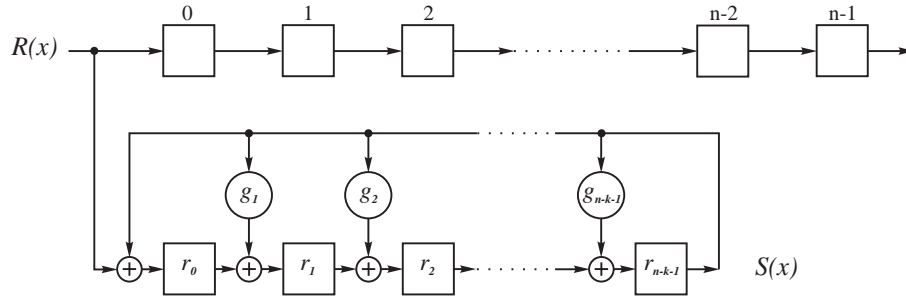 0 1 2 n-2 n-1
R(x)
g₁ g₂ gₙ₋ₖ₋₁
r₀ r₁ r₂ rₙ₋ₖ₋₁ S(x)